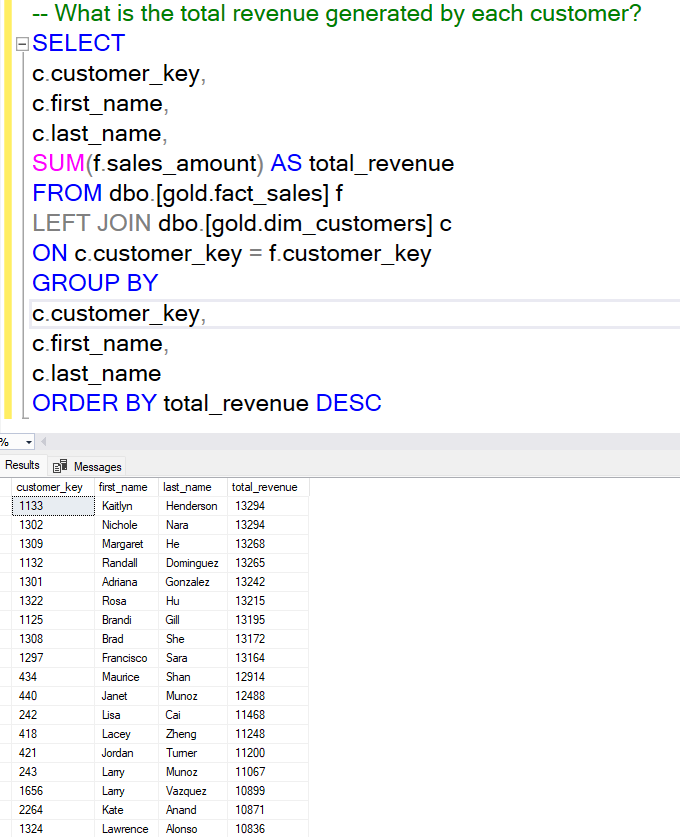 -- What is the total revenue generated by each customer?
SELECT
c.customer_key,
c.first_name,
c.last_name,
SUM(f.sales_amount) AS total_revenue
FROM dbo.[gold.fact_sales] f
LEFT JOIN dbo.[gold.dim_customers] c
ON c.customer_key = f.customer_key
GROUP BY
c.customer_key,
c.first_name,
c.last_name
ORDER BY total_revenue DESC
%
Results Messages
customer_key first_name last_name total_revenue
1133 Kaitlyn Henderson 13294
1302 Nichole Nara 13294
1309 Margaret He 13268
1132 Randall Dominguez 13265
1301 Adriana Gonzalez 13242
1322 Rosa Hu 13215
1125 Brandi Gill 13195
1308 Brad She 13172
1297 Francisco Sara 13164
434 Maurice Shan 12914
440 Janet Munoz 12488
242 Lisa Cai 11468
418 Lacey Zheng 11248
421 Jordan Turner 11200
243 Larry Munoz 11067
1656 Larry Vazquez 10899
2264 Kate Anand 10871
1324 Lawrence Alonso 10836